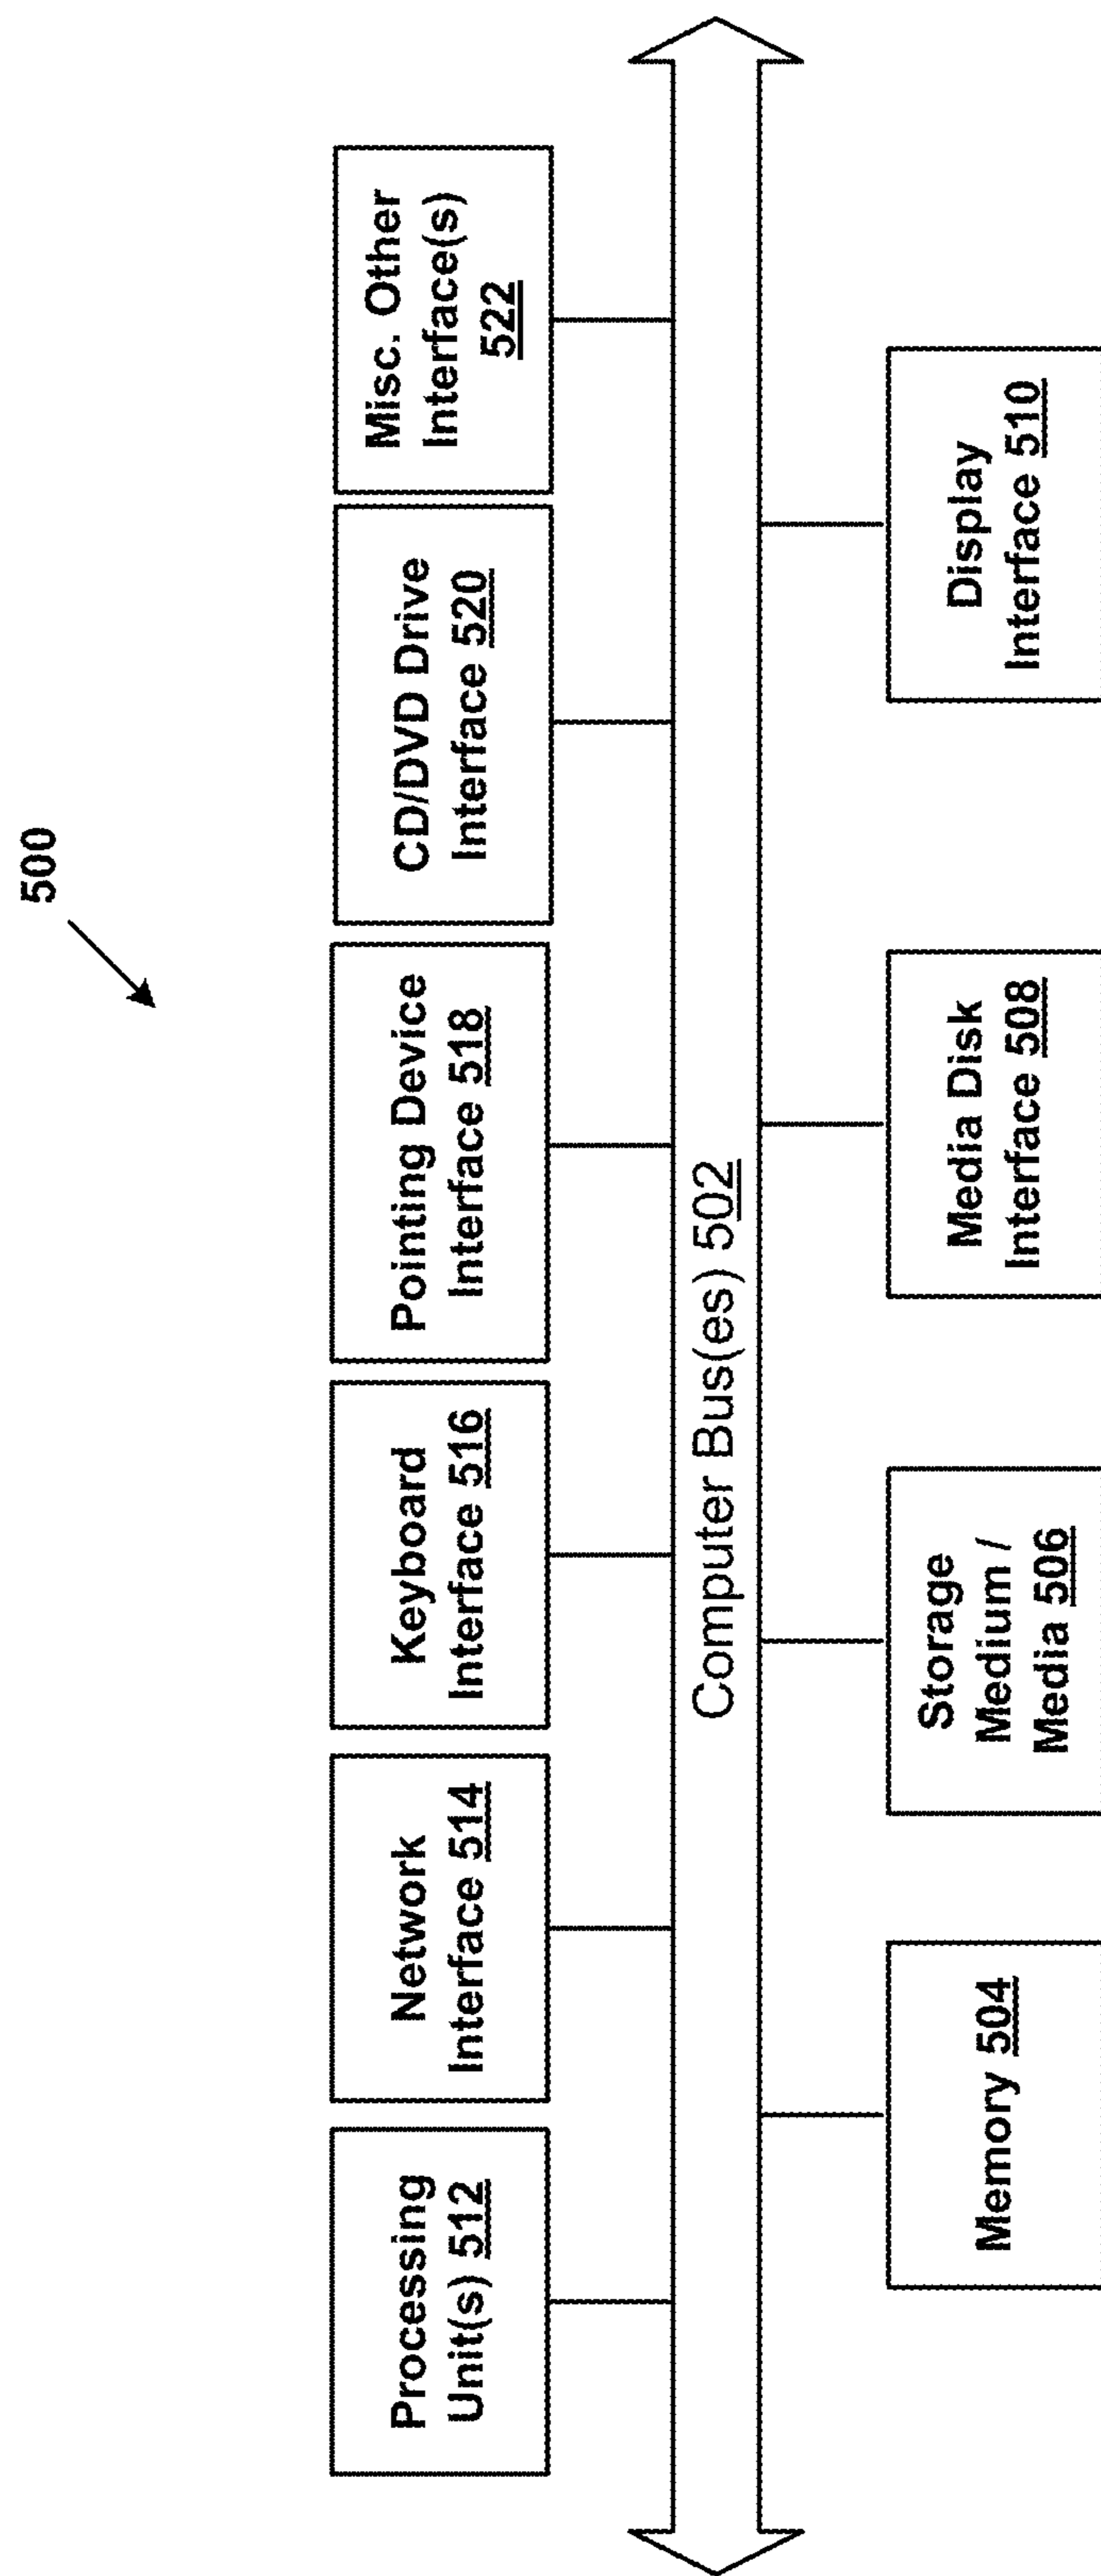 500
Processing
Unit(s) 512
Network
Interface 514
Keyboard
Interface 516
Pointing Device
Interface 518
CD/DVD Drive
Interface 520
Misc. Other
Interface(s)
522
Computer Bus(es) 502
Memory 504
Storage
Medium /
Media 506
Media Disk
Interface 508
Display
Interface 510